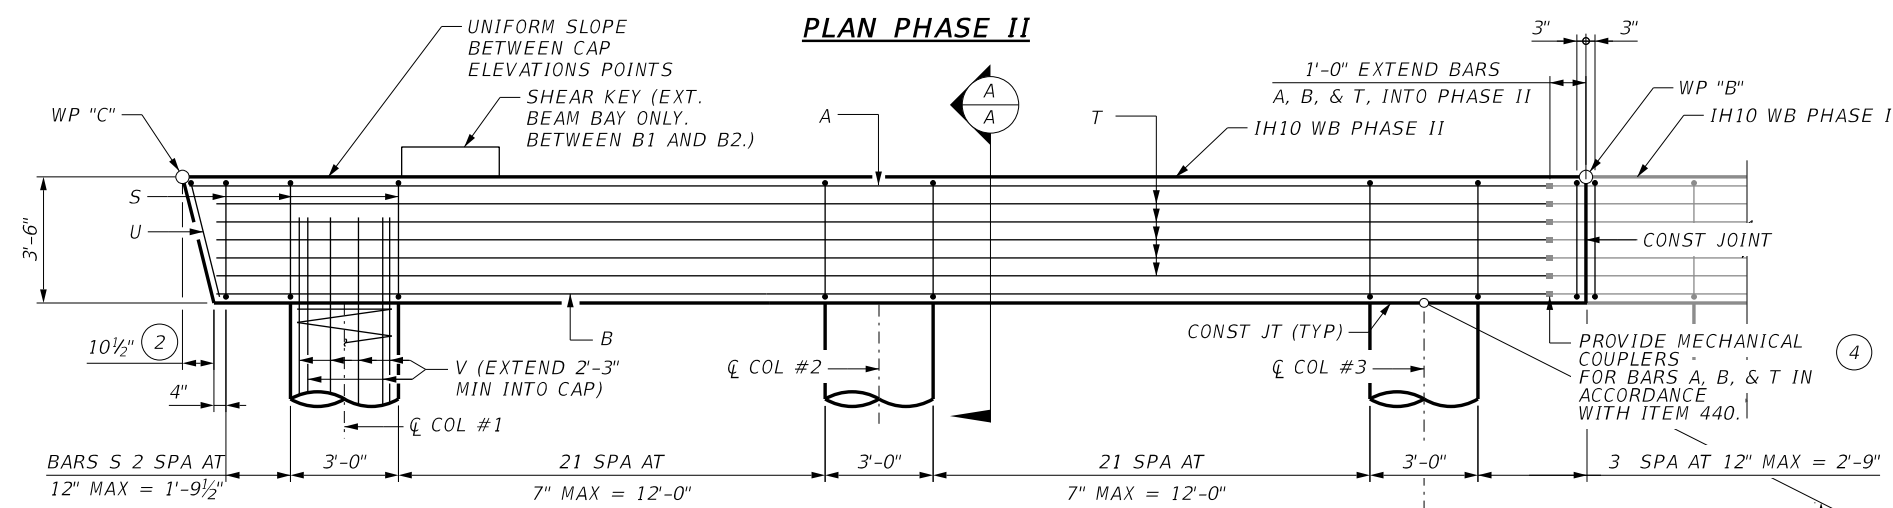 PLAN PHASE II
UNIFORM SLOPE
BETWEEN CAP
ELEVATIONS POINTS
3" 3"
1'-0" EXTEND BARS
A, B, & T, INTO PHASE II
WP "B"
SHEAR KEY (EXT.
BEAM BAY ONLY.
BETWEEN B1 AND B2.)
WP "C"
A
A
A
T
IH10 WB PHASE II
IH10 WB PHASE I
S
U
3'-6"
CONST JOINT
10 ½"
2
B
CONST JT (TYP)
PROVIDE MECHANICAL
COUPLERS
FOR BARS A, B, & T IN
ACCORDANCE
WITH ITEM 440.
4
V (EXTEND 2'-3"
MIN INTO CAP)
℄ COL #2
℄ COL #3
4"
℄ COL #1
BARS S 2 SPA AT
12" MAX = 1'-9½"
3'-0"
21 SPA AT
7" MAX = 12'-0"
3'-0"
21 SPA AT
7" MAX = 12'-0"
3'-0"
3 SPA AT 12" MAX = 2'-9"